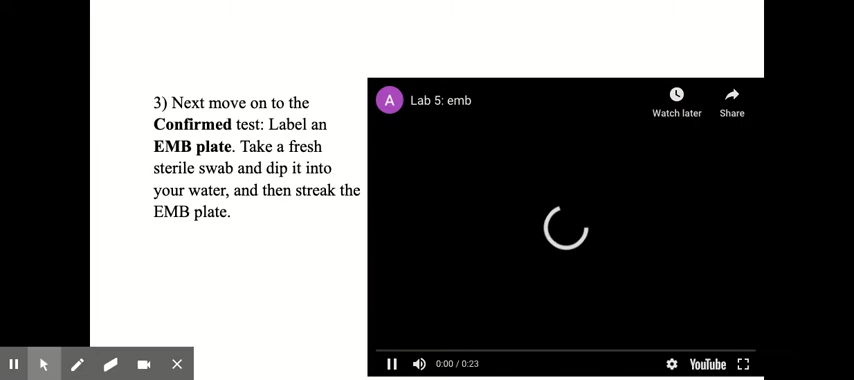 3) Next move on to the
Confirmed test: Label an
EMB plate. Take a fresh
sterile swab and dip it into
your water, and then streak the
EMB plate.
A
Lab 5: emb
Watch later
Share
0:00 / 0:23
YouTube